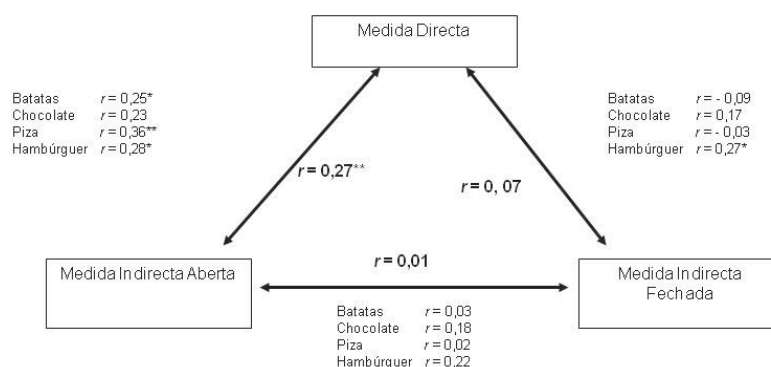 Medida Directa
Batatas r = 0,25*
Chocolate r = 0,23
Piza r = 0,36**
Hambúrguer r = 0,28*
Batatas r = - 0,09
Chocolate r = 0,17
Piza r = - 0,03
Hambúrguer r = 0,27*
r = 0,27**
r = 0, 07
Medida Indirecta Aberta
r = 0,01
Medida Indirecta
Fechada
Batatas r = 0,03
Chocolate r = 0,18
Piza r = 0,02
Hambúrguer r = 0,22